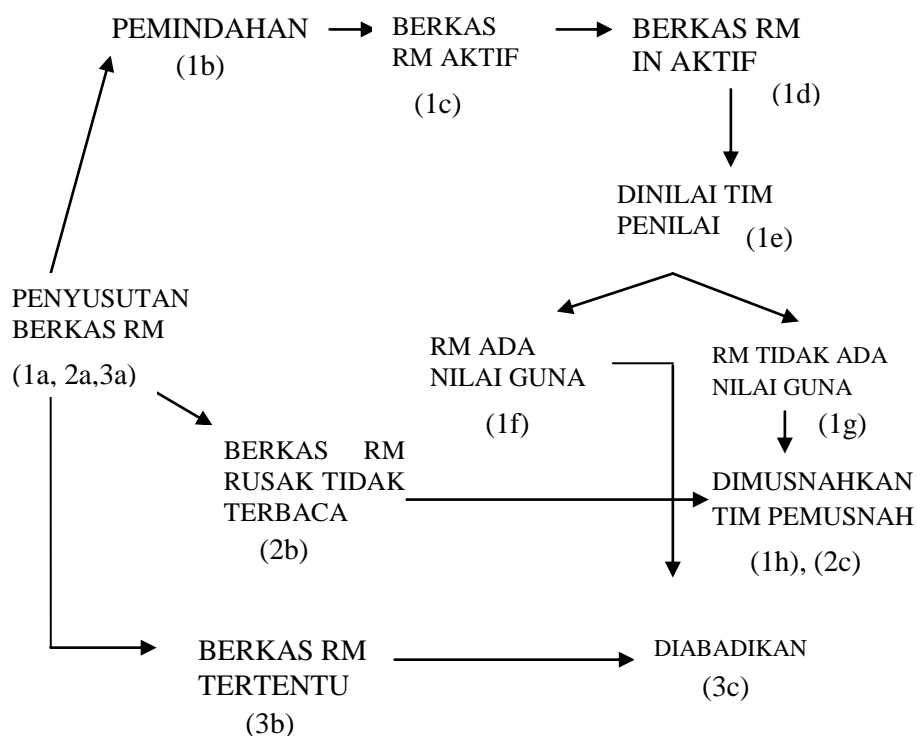 PEMINDAHAN
(1b)
BERKAS
RM AKTIF
(1c)
BERKAS RM
IN AKTIF
(1d)
DINILAI TIM
PENILAI
(1e)
PENYUSUTAN
BERKAS RM
(1a, 2a,3a)
RM ADA
NILAI GUNA
(1f)
RM TIDAK ADA
NILAI GUNA
(1g)
BERKAS RM
RUSAK TIDAK
TERBACA
(2b)
DIMUSNAHKAN
TIM PEMUSNAH
(1h), (2c)
BERKAS RM
TERTENTU
(3b)
DIABADIKAN
(3c)